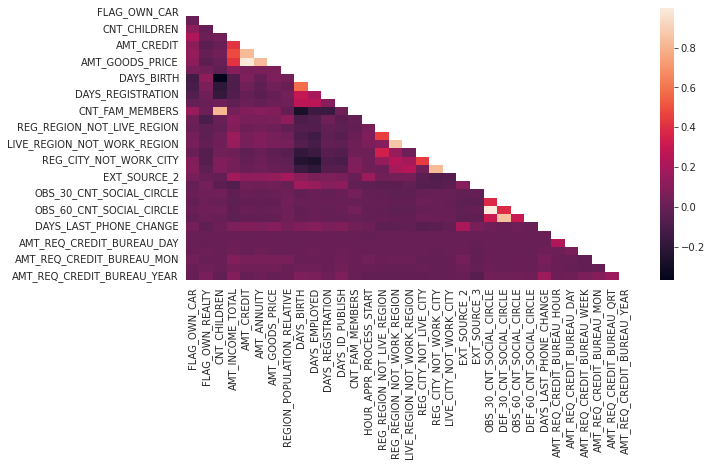 FLAG_OWN_CAR
CNT_CHILDREN
AMT_CREDIT
AMT_GOODS_PRICE
DAYS_BIRTH
DAYS_REGISTRATION
CNT_FAM_MEMBERS
REG_REGION_NOT_LIVE_REGION
LIVE_REGION_NOT_WORK_REGION
REG_CITY_NOT_WORK_CITY
EXT_SOURCE_2
OBS_30_CNT_SOCIAL_CIRCLE
OBS_60_CNT_SOCIAL_CIRCLE
DAYS_LAST_PHONE_CHANGE
AMT_REQ_CREDIT_BUREAU_DAY
AMT_REQ_CREDIT_BUREAU_MON
AMT_REQ_CREDIT_BUREAU_YEAR
FLAG_OWN_CAR
FLAG_OWN_REALTY
CNT_CHILDREN
AMT_INCOME_TOTAL
AMT_CREDIT
AMT_ANNUITY
AMT_GOODS_PRICE
REGION_POPULATION_RELATIVE
DAYS_BIRTH
DAYS_EMPLOYED
DAYS_REGISTRATION
DAYS_ID_PUBLISH
CNT_FAM_MEMBERS
HOUR_APPR_PROCESS_START
REG_REGION_NOT_LIVE_REGION
REG_REGION_NOT_WORK_REGION
LIVE_REGION_NOT_WORK_REGION
REG_CITY_NOT_LIVE_CITY
REG_CITY_NOT_WORK_CITY
LIVE_CITY_NOT_WORK_CITY
EXT_SOURCE_2
EXT_SOURCE_3
OBS_30_CNT_SOCIAL_CIRCLE
DEF_30_CNT_SOCIAL_CIRCLE
OBS_60_CNT_SOCIAL_CIRCLE
DEF_60_CNT_SOCIAL_CIRCLE
DAYS_LAST_PHONE_CHANGE
AMT_REQ_CREDIT_BUREAU_HOUR
AMT_REQ_CREDIT_BUREAU_DAY
AMT_REQ_CREDIT_BUREAU_WEEK
AMT_REQ_CREDIT_BUREAU_MON
AMT_REQ_CREDIT_BUREAU_QRT
AMT_REQ_CREDIT_BUREAU_YEAR
0.8
0.6
0.4
0.2
0.0
−0.2